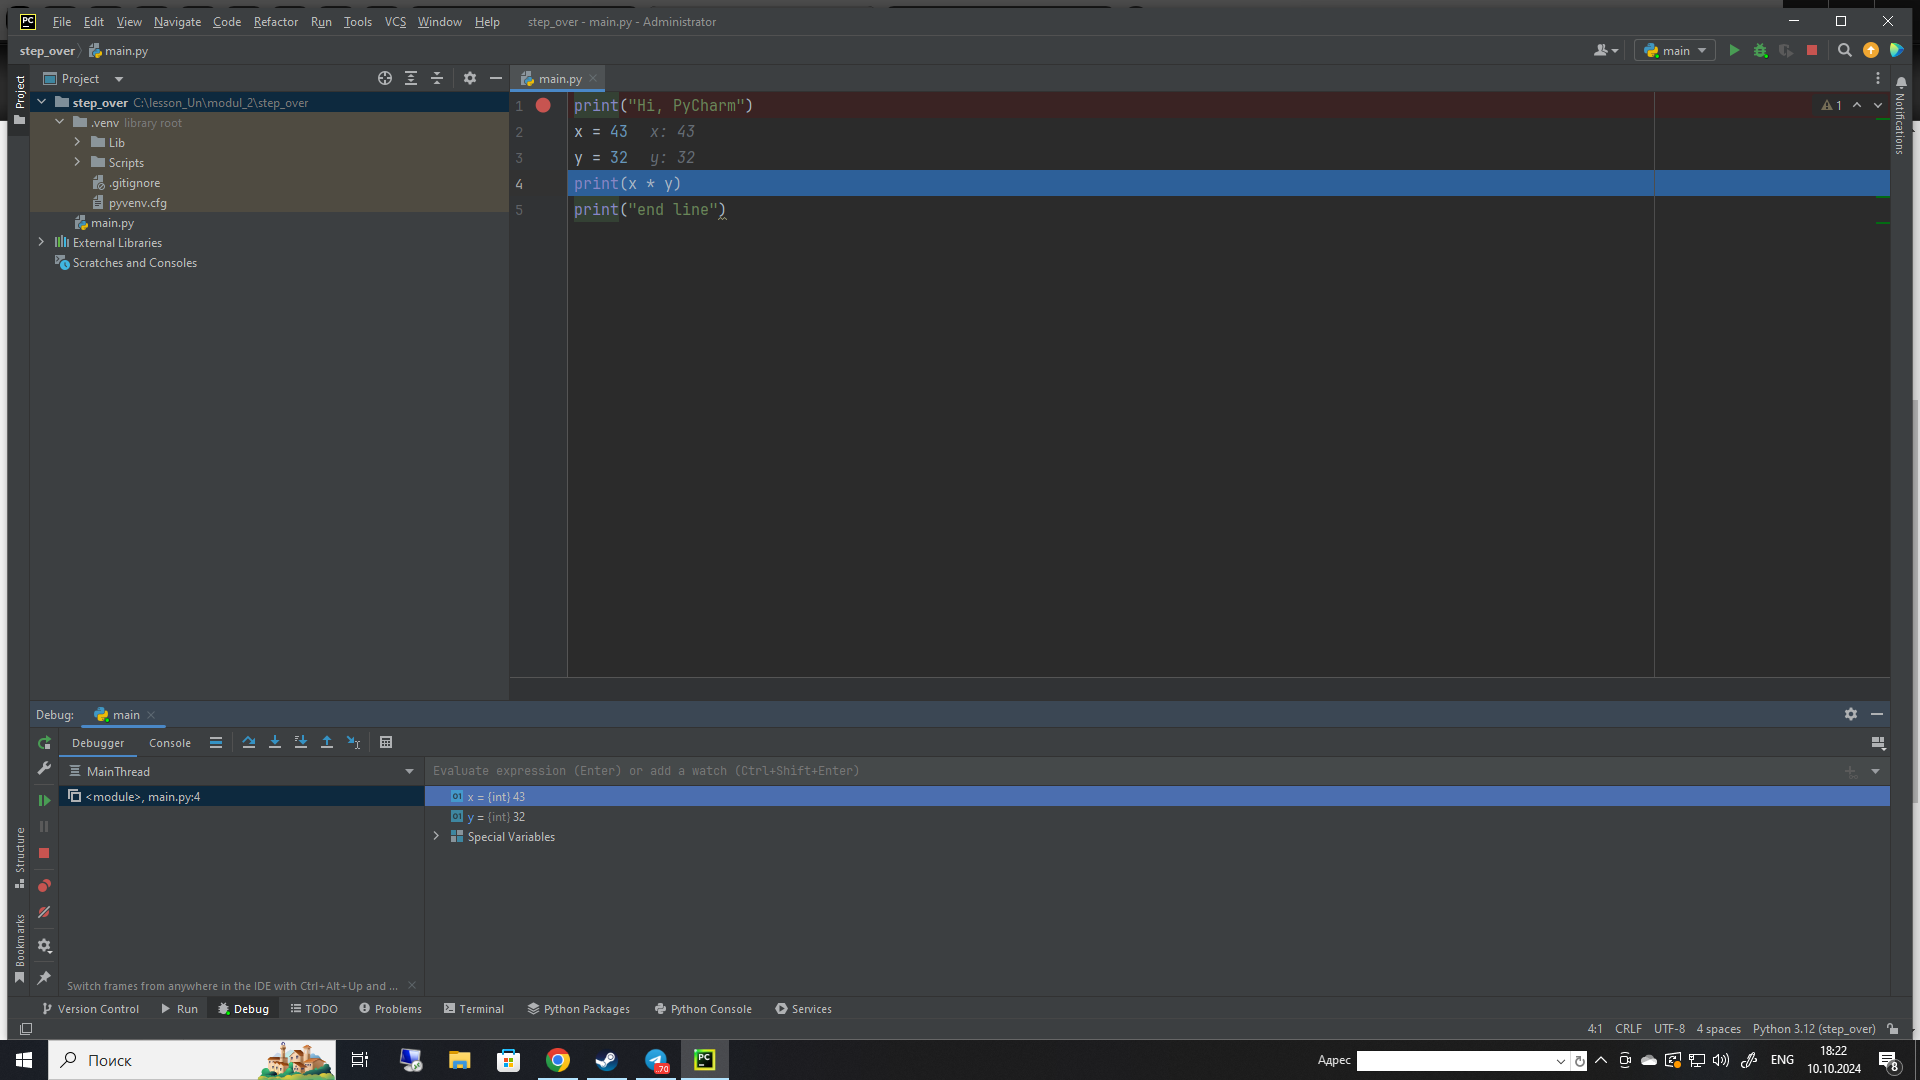 PC File Edit View Navigate Code Refactor Run Tools VCS Window Help step_over - main.py - Administrator
step_over main.py main
Project
Project
main.py
Notifications
step_over C:\lesson_Un\modul_2\step_over
.venv library root
Lib
Scripts
.gitignore
pyvenv.cfg
main.py
External Libraries
Scratches and Consoles
1 print("Hi, PyCharm") 1
2 x = 43 x: 43
3 y = 32 y: 32
4 print(x * y)
5 print("end line")
Debug: main
Debugger Console
MainThread
Evaluate expression (Enter) or add a watch (Ctrl+Shift+Enter)
<module>, main.py:4
01 x = {int} 43
01 y = {int} 32
Special Variables
Structure
Bookmarks
Switch frames from anywhere in the IDE with Ctrl+Alt+Up and ...
Version Control Run Debug TODO Problems Terminal Python Packages Python Console Services
4:1 CRLF UTF-8 4 spaces Python 3.12 (step_over)
Поиск
70
PC
Адрес
ENG
18:22
10.10.2024
8